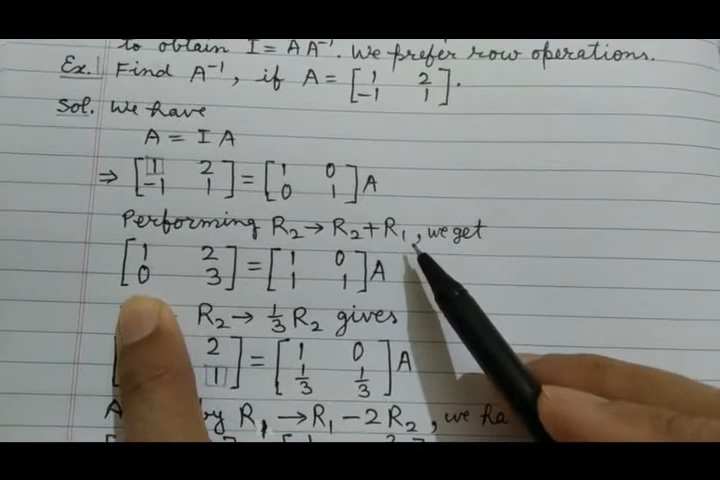 to obtain I = AA⁻¹. We prefer row operations.
Ex.1 Find A⁻¹, if A = [1 2; -1 1].
Sol. We have
A = I A
⇒ [1 2; -1 1] = [1 0; 0 1] A
Performing R₂ → R₂ + R₁, we get
[1 2; 0 3] = [1 0; 1 1] A
R₂ → 1/3 R₂ gives
2; 1] = [1 0; 1/3 1/3] A
by R₁ → R₁ − 2R₂, we